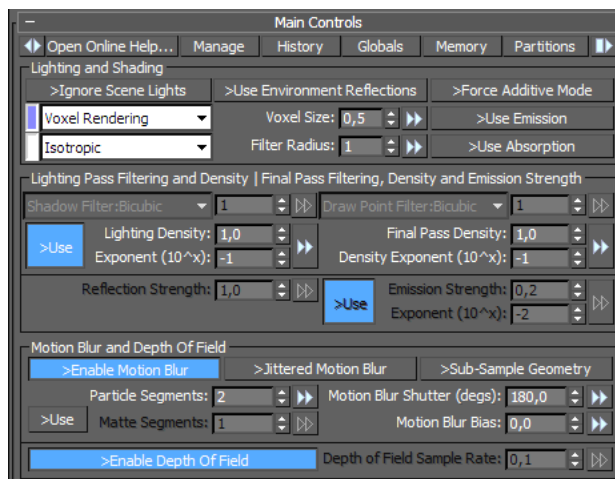 Main Controls
Open Online Help... Manage History Globals Memory Partitions
Lighting and Shading
>Ignore Scene Lights >Use Environment Reflections >Force Additive Mode
Voxel Rendering Voxel Size: 0,5 >Use Emission
Isotropic Filter Radius: 1 >Use Absorption
Lighting Pass Filtering and Density | Final Pass Filtering, Density and Emission Strength
Shadow Filter:Bicubic 1 Draw Point Filter:Bicubic 1
>Use Lighting Density: 1,0 Final Pass Density: 1,0
Exponent (10^x): -1 Density Exponent (10^x): -1
Reflection Strength: 1,0 >Use Emission Strength: 0,2
Exponent (10^x): -2
Motion Blur and Depth Of Field
>Enable Motion Blur >Jittered Motion Blur >Sub-Sample Geometry
Particle Segments: 2 Motion Blur Shutter (degs): 180,0
>Use Matte Segments: 1 Motion Blur Bias: 0,0
>Enable Depth Of Field Depth of Field Sample Rate: 0,1